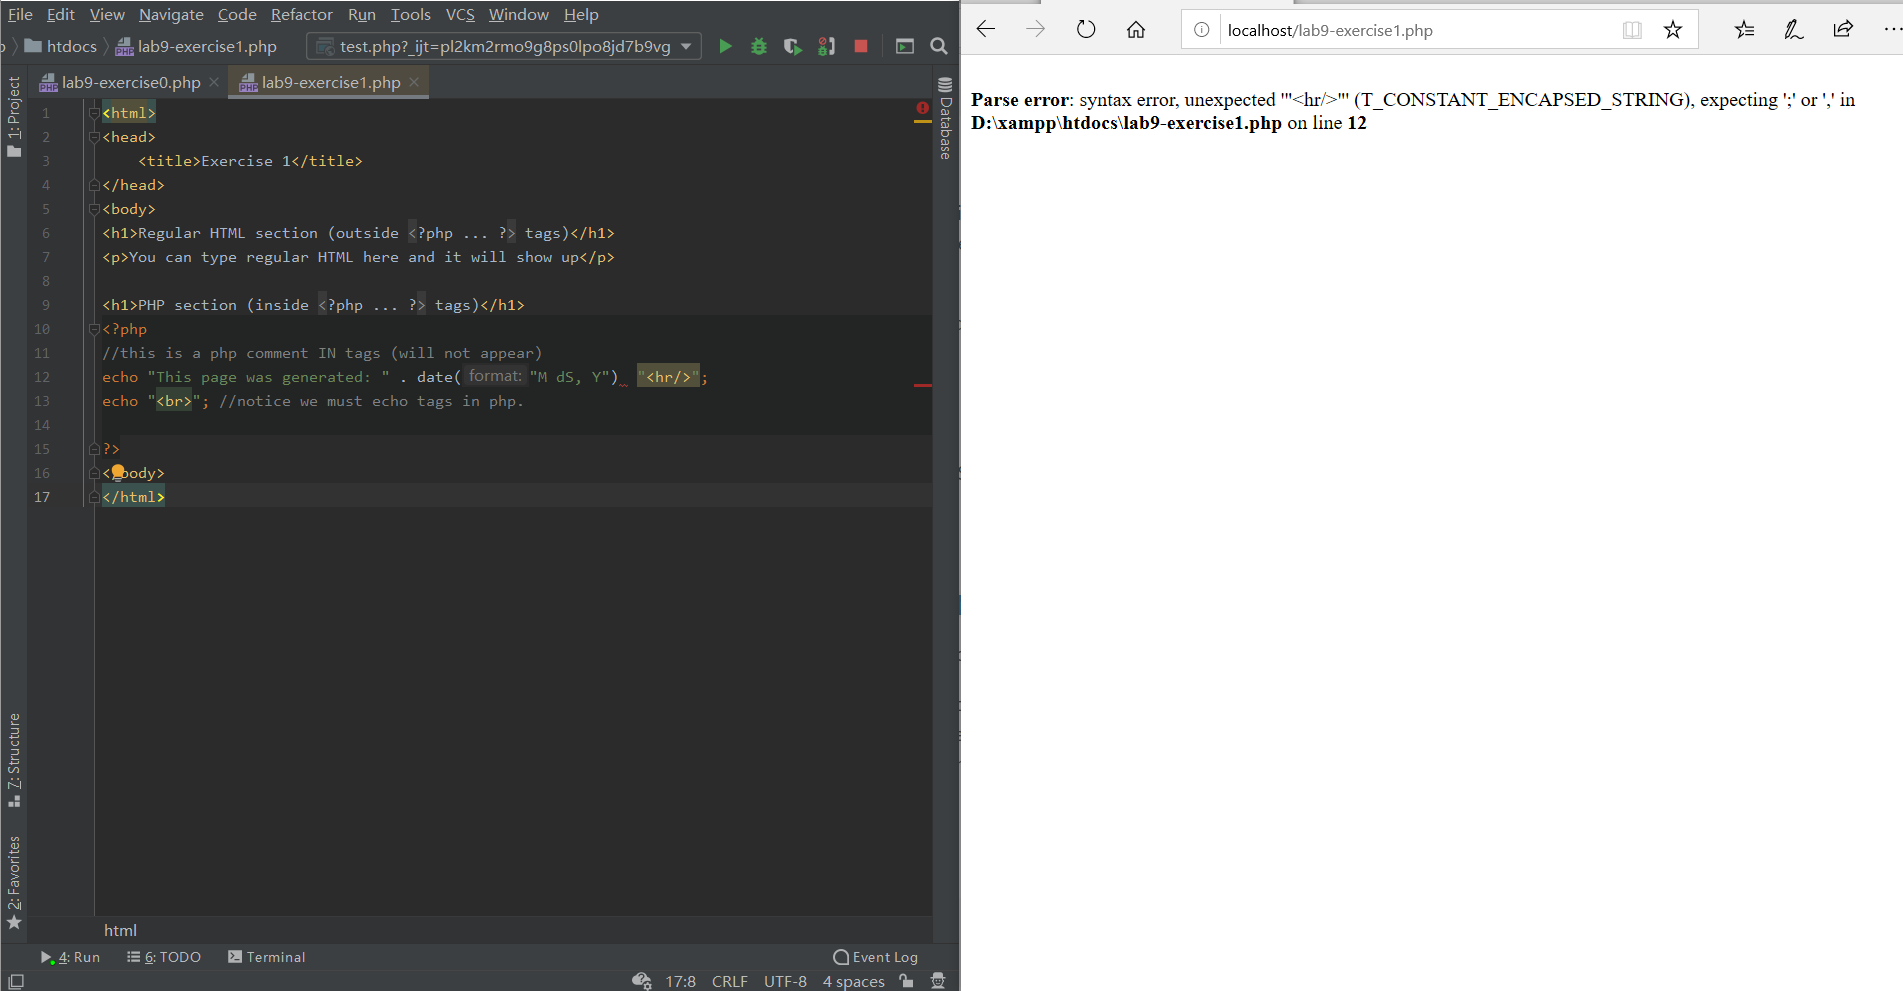 File Edit View Navigate Code Refactor Run Tools VCS Window Help
htdocs lab9-exercise1.php test.php?_ijt=pl2km2rmo9g8ps0lpo8jd7b9vg
lab9-exercise0.php lab9-exercise1.php
1: Project
Database
1 <html>
2 <head>
3 <title>Exercise 1</title>
4 </head>
5 <body>
6 <h1>Regular HTML section (outside <?php ... ?> tags)</h1>
7 <p>You can type regular HTML here and it will show up</p>
8
9 <h1>PHP section (inside <?php ... ?> tags)</h1>
10 <?php
11 //this is a php comment IN tags (will not appear)
12 echo "This page was generated: " . date( format: "M dS, Y") "<hr/>";
13 echo "<br>"; //notice we must echo tags in php.
14
15 ?>
16 < body>
17 </html>
7: Structure
2: Favorites
html
4: Run 6: TODO Terminal Event Log
17:8 CRLF UTF-8 4 spaces
localhost/lab9-exercise1.php
Parse error: syntax error, unexpected '"<hr/>"' (T_CONSTANT_ENCAPSED_STRING), expecting ';' or ',' in
D:\xampp\htdocs\lab9-exercise1.php on line 12